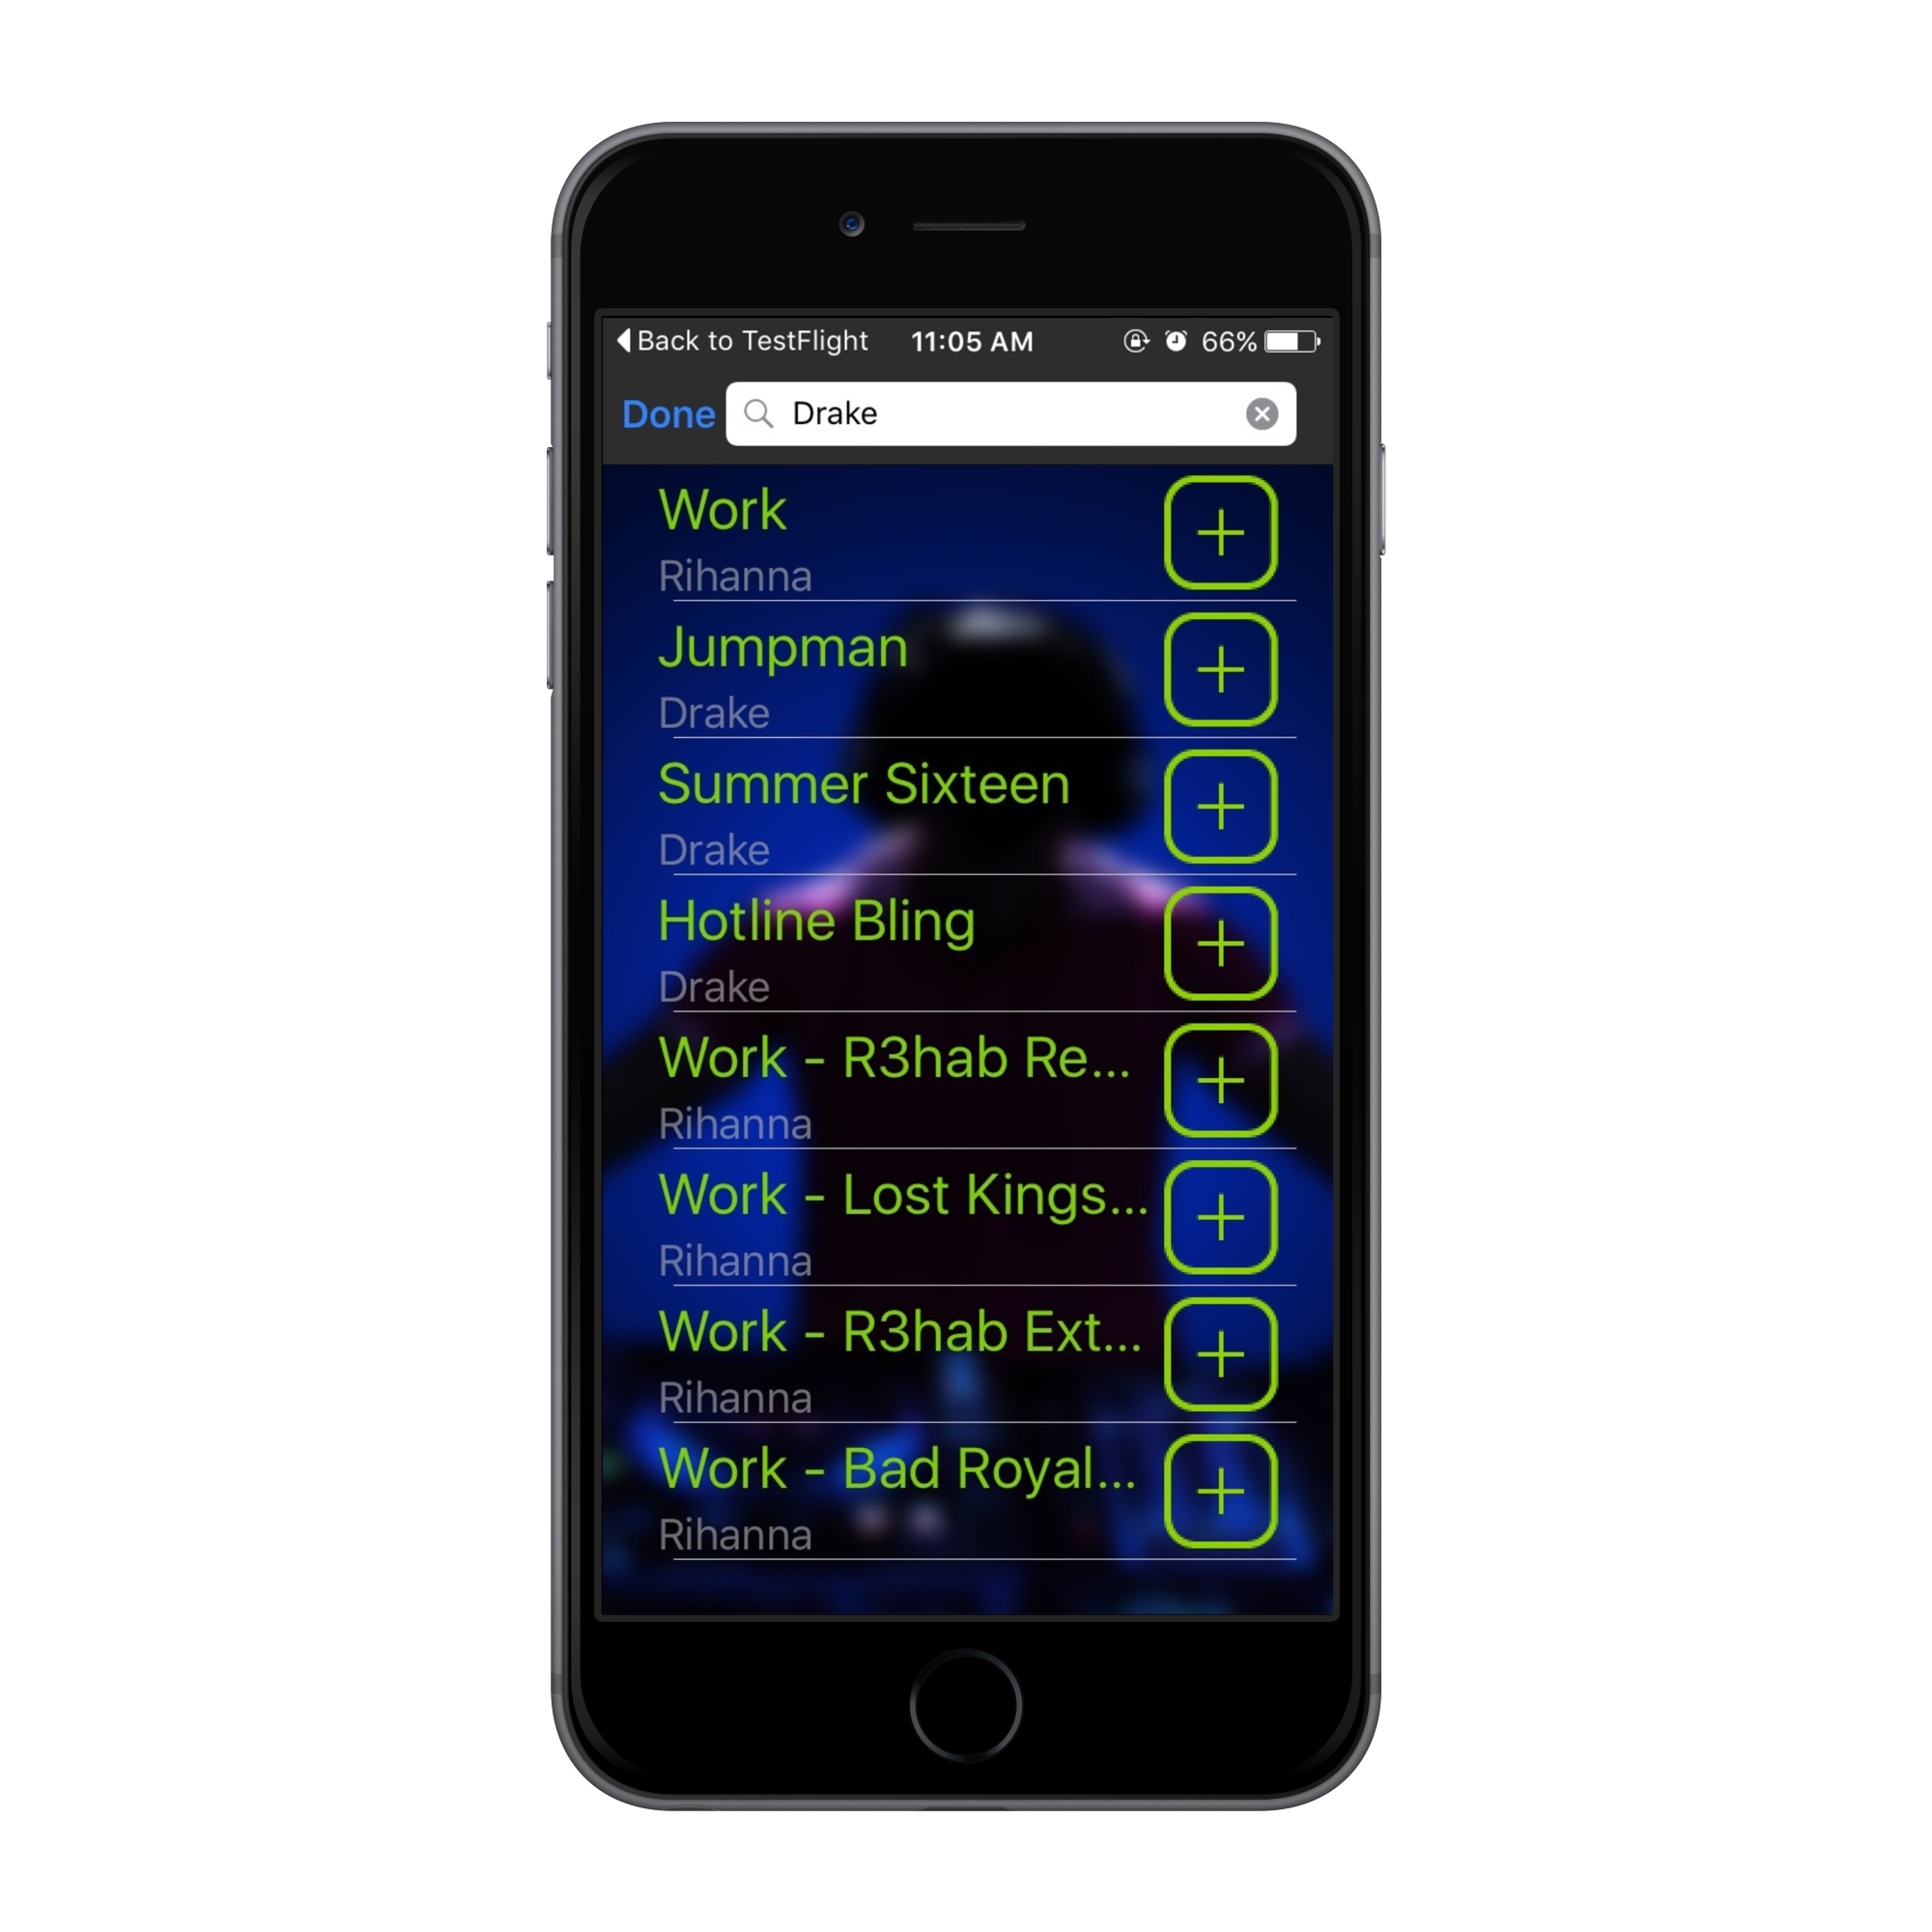 Back to TestFlight 11:05 AM 66%
Done Drake
Work
Rihanna
Jumpman
Drake
Summer Sixteen
Drake
Hotline Bling
Drake
Work - R3hab Re...
Rihanna
Work - Lost Kings...
Rihanna
Work - R3hab Ext...
Rihanna
Work - Bad Royal...
Rihanna